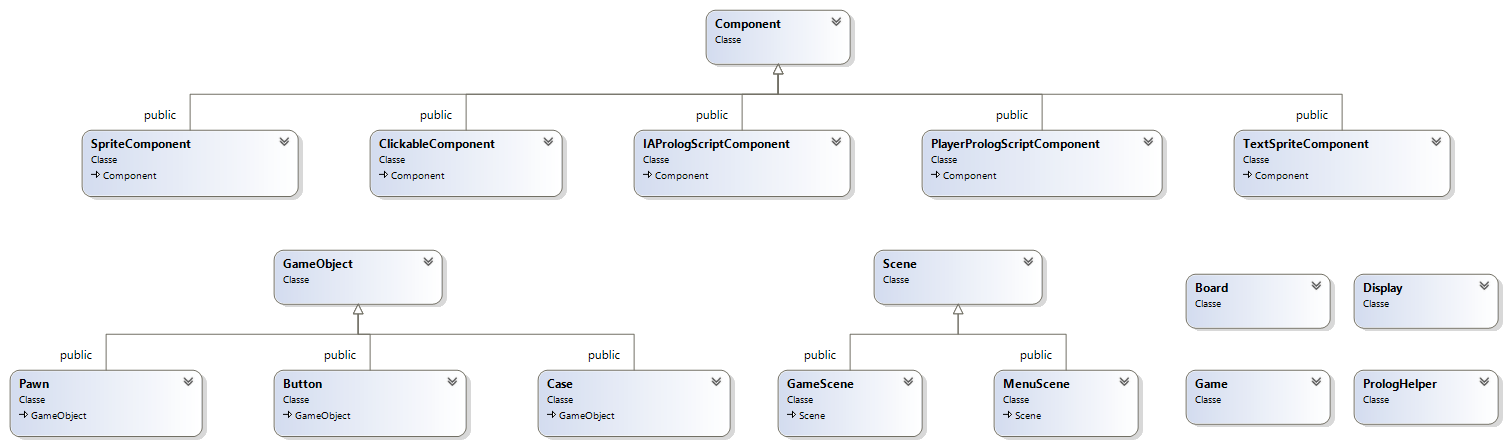 Component
Classe
public
public
public
public
public
SpriteComponent
Classe
Component
ClickableComponent
Classe
Component
IAPrologScriptComponent
Classe
Component
PlayerPrologScriptComponent
Classe
Component
TextSpriteComponent
Classe
Component
GameObject
Classe
Scene
Classe
Board
Classe
Display
Classe
public
public
public
public
public
Pawn
Classe
GameObject
Button
Classe
GameObject
Case
Classe
GameObject
GameScene
Classe
Scene
MenuScene
Classe
Scene
Game
Classe
PrologHelper
Classe